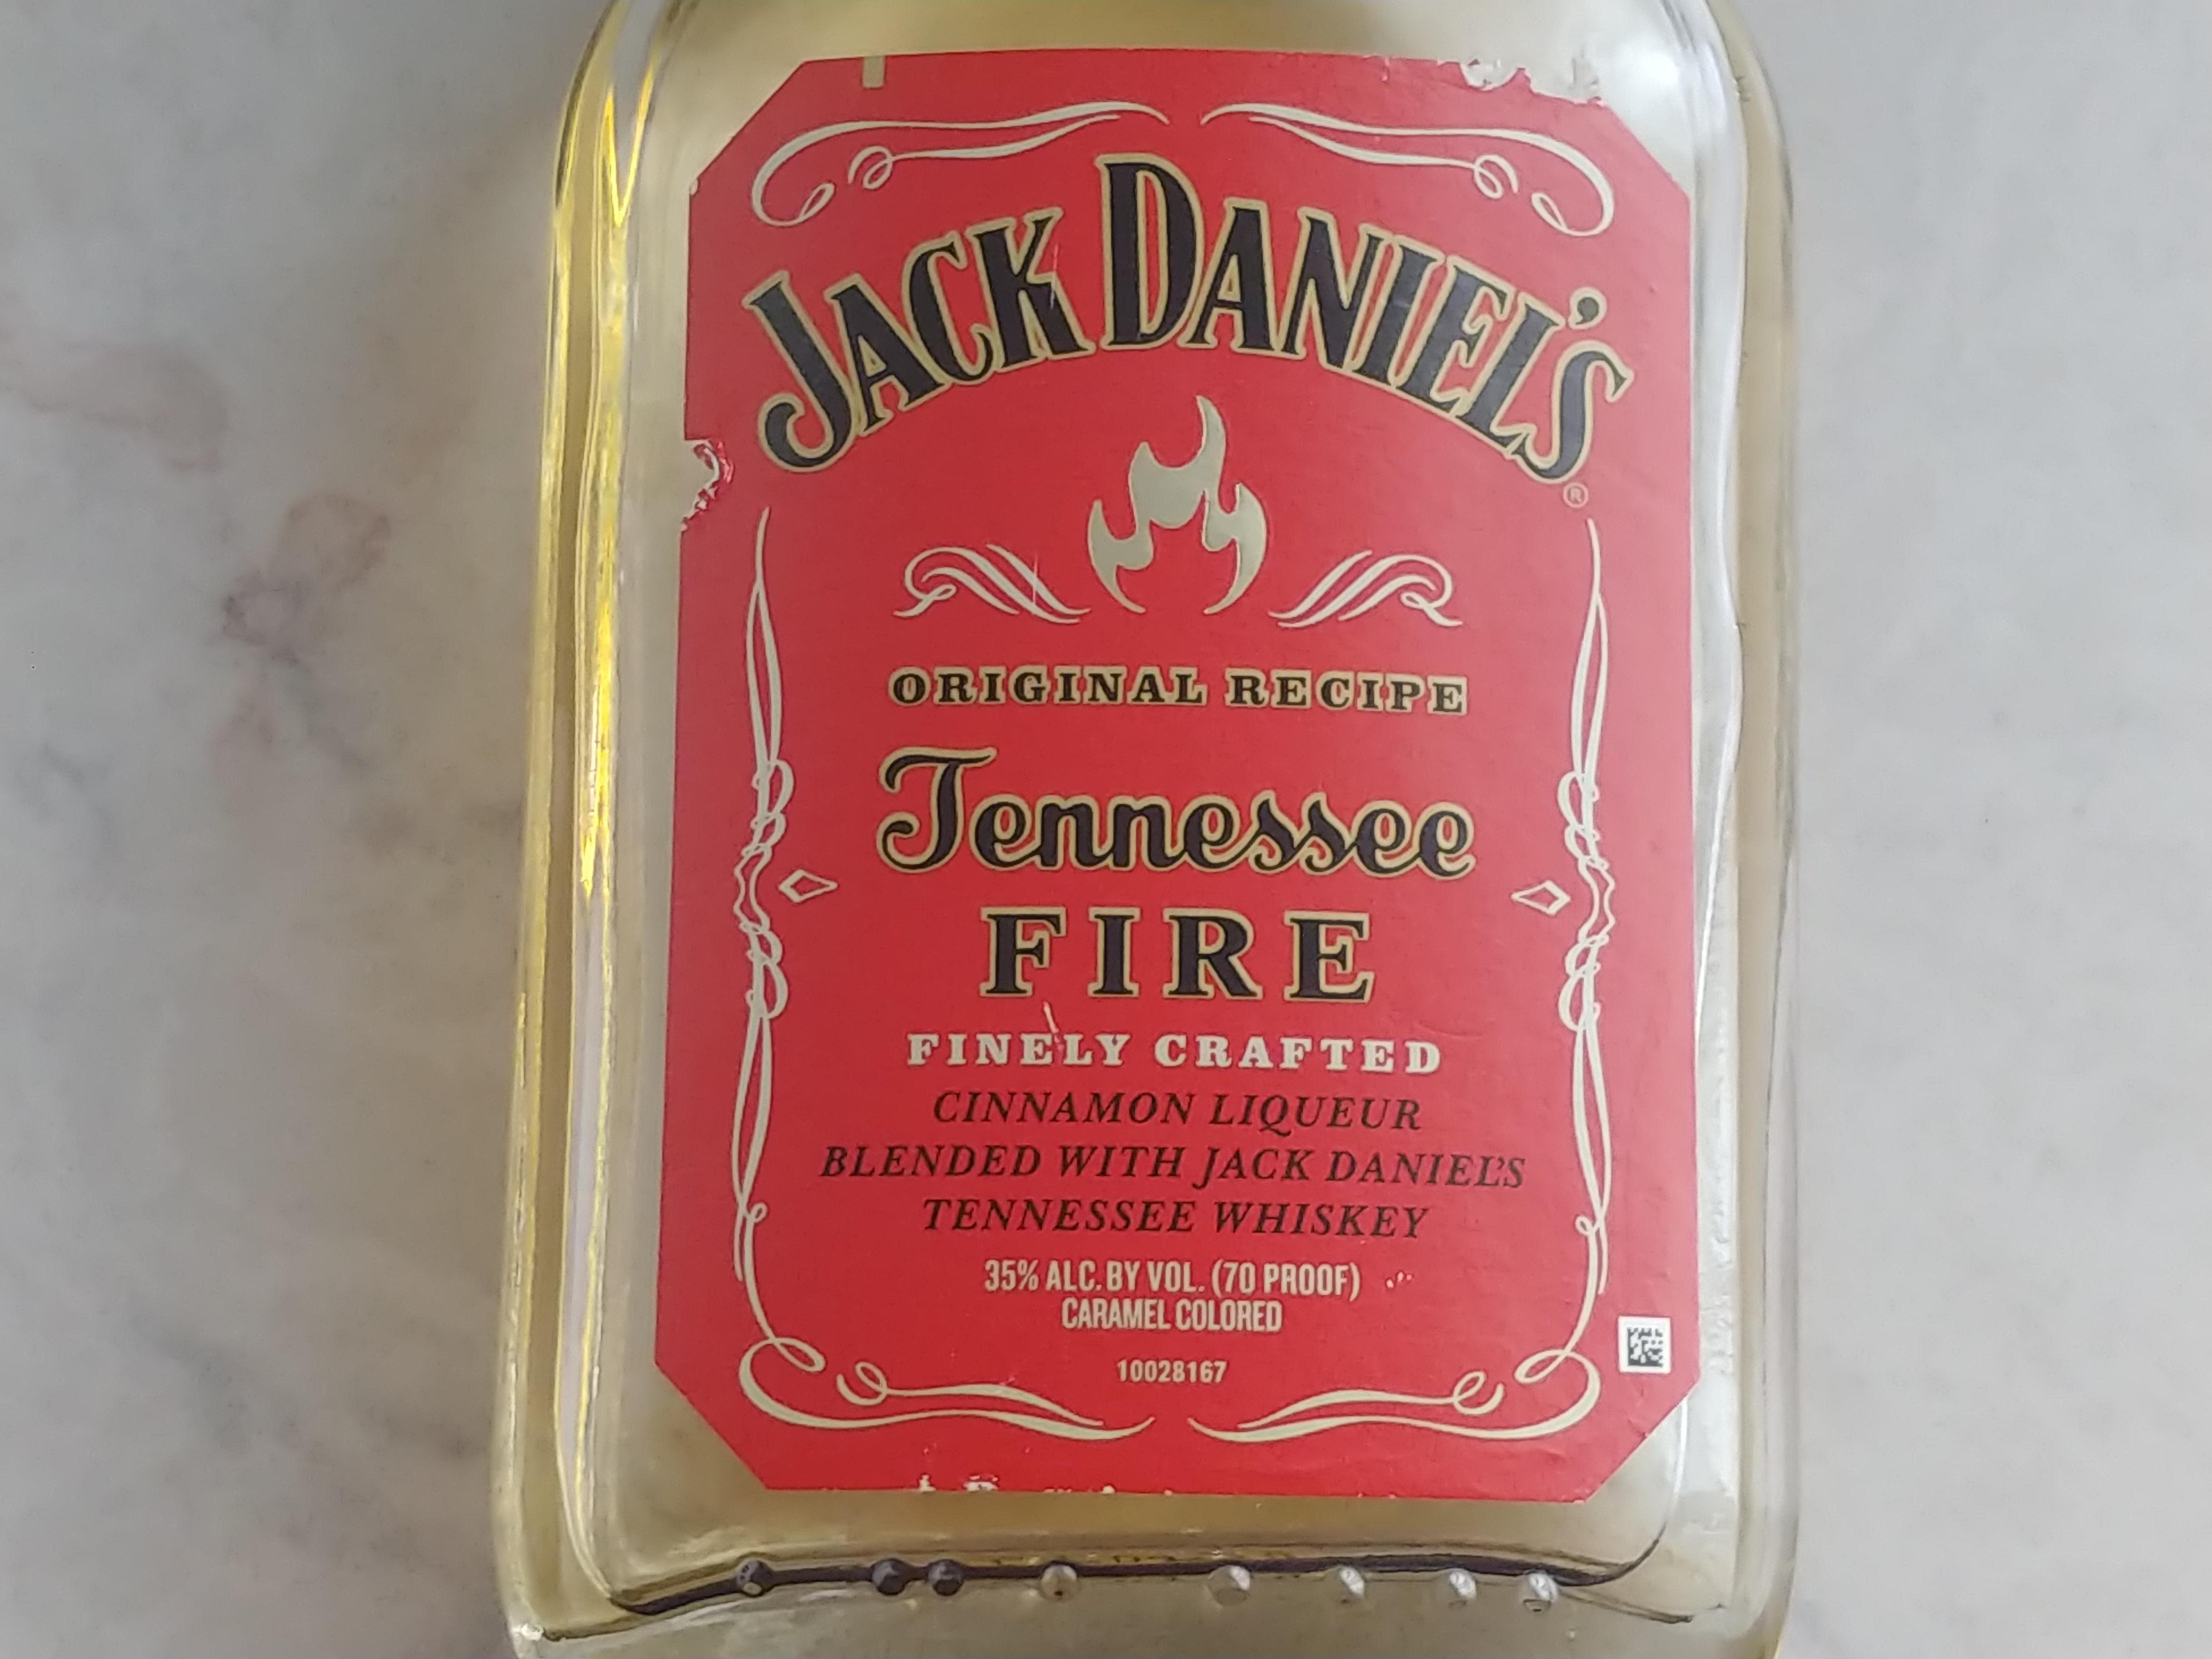 JACK DANIEL'S
®
ORIGINAL RECIPE
Tennessee
FIRE
FINELY CRAFTED
CINNAMON LIQUEUR
BLENDED WITH JACK DANIEL'S
TENNESSEE WHISKEY
35% ALC. BY VOL. (70 PROOF)
CARAMEL COLORED
10028167